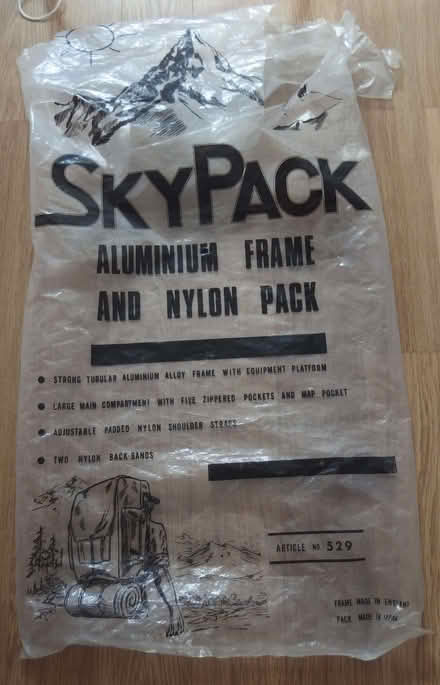 SKYPACK
ALUMINIUM FRAME
AND NYLON PACK
● STRONG TUBULAR ALUMINIUM ALLOY FRAME WITH EQUIPMENT PLATFORM
● LARGE MAIN COMPARTMENT WITH FIVE ZIPPERED POCKETS AND MAP POCKET
● ADJUSTABLE PADDED NYLON SHOULDER STRAPS
● TWO NYLON BACK-BANDS
ARTICLE NO. 529
FRAME MADE IN ENGLAND
PACK MADE IN